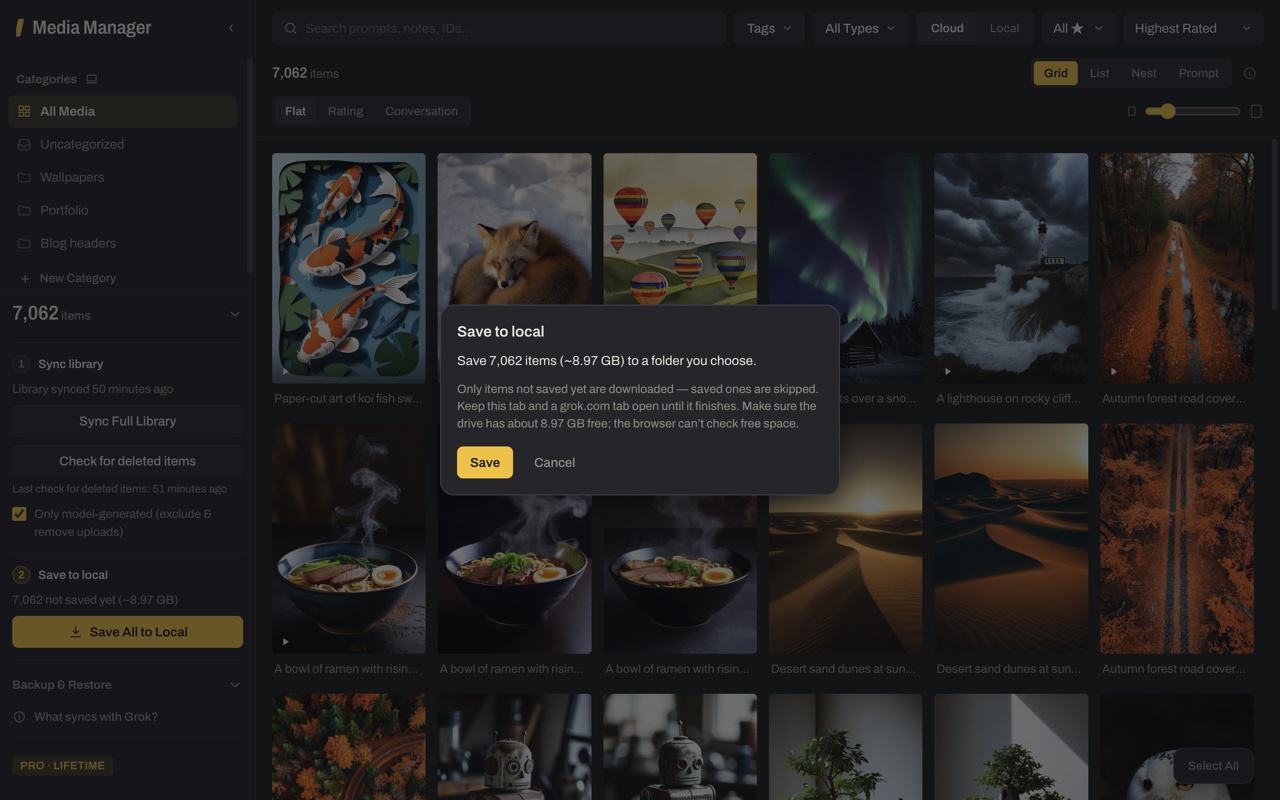 Media Manager
Categories
All Media
Uncategorized
Wallpapers
Portfolio
Blog headers
New Category
7,062 items
1 Sync library
Library synced 50 minutes ago
Sync Full Library
Check for deleted items
Last check for deleted items: 51 minutes ago
Only model-generated (exclude &
remove uploads)
2 Save to local
7,062 not saved yet (~8.97 GB)
Save All to Local
Backup & Restore
What syncs with Grok?
PRO · LIFETIME
Search prompts, notes, IDs...
Tags
All Types
Cloud Local
All ★
Highest Rated
7,062 items
Grid List Nest Prompt
Flat Rating Conversation
Save to local
Save 7,062 items (~8.97 GB) to a folder you choose.
Only items not saved yet are downloaded — saved ones are skipped.
Keep this tab and a grok.com tab open until it finishes. Make sure the
drive has about 8.97 GB free; the browser can't check free space.
Save Cancel
Paper-cut art of koi fish sw...
ts over a sno...
A lighthouse on rocky cliff...
Autumn forest road cover...
A bowl of ramen with risin...
A bowl of ramen with risin...
A bowl of ramen with risin...
Desert sand dunes at sun...
Desert sand dunes at sun...
Autumn forest road cover...
Select All